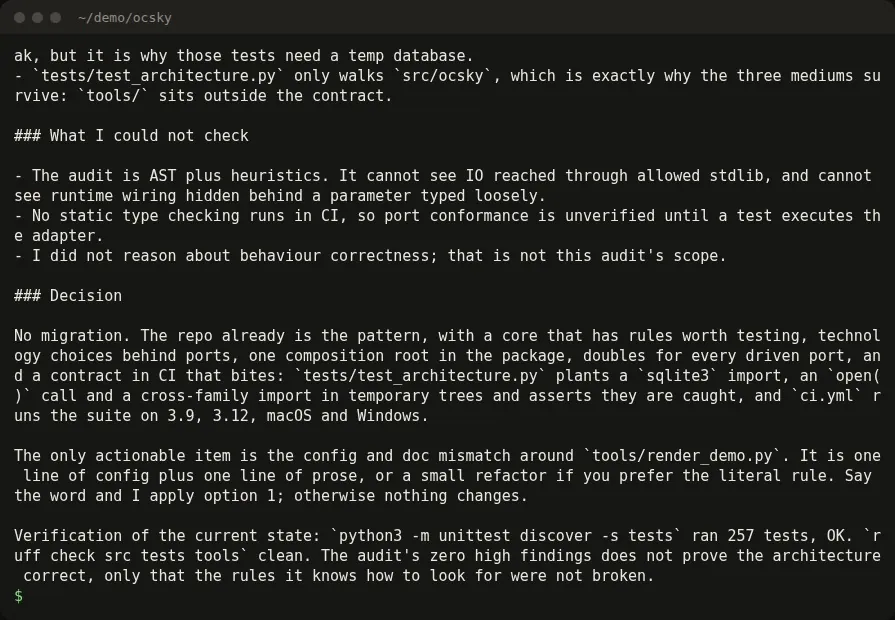 ~/demo/ocsky
ak, but it is why those tests need a temp database.
- `tests/test_architecture.py` only walks `src/ocsky`, which is exactly why the three mediums su
rvive: `tools/` sits outside the contract.
### What I could not check
- The audit is AST plus heuristics. It cannot see IO reached through allowed stdlib, and cannot
see runtime wiring hidden behind a parameter typed loosely.
- No static type checking runs in CI, so port conformance is unverified until a test executes th
e adapter.
- I did not reason about behaviour correctness; that is not this audit's scope.
### Decision
No migration. The repo already is the pattern, with a core that has rules worth testing, technol
ogy choices behind ports, one composition root in the package, doubles for every driven port, an
d a contract in CI that bites: `tests/test_architecture.py` plants a `sqlite3` import, an `open(
)` call and a cross-family import in temporary trees and asserts they are caught, and `ci.yml` r
uns the suite on 3.9, 3.12, macOS and Windows.
The only actionable item is the config and doc mismatch around `tools/render_demo.py`. It is one
 line of config plus one line of prose, or a small refactor if you prefer the literal rule. Say
the word and I apply option 1; otherwise nothing changes.
Verification of the current state: `python3 -m unittest discover -s tests` ran 257 tests, OK. `r
uff check src tests tools` clean. The audit's zero high findings does not prove the architecture
 correct, only that the rules it knows how to look for were not broken.
$